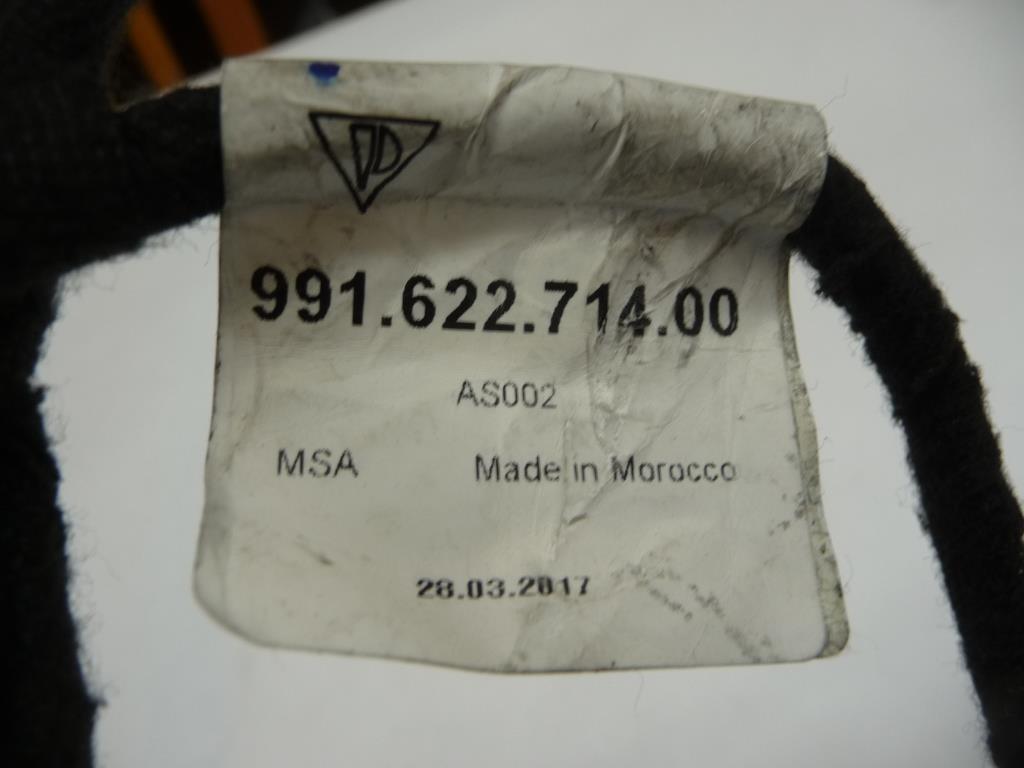 991.622.714.00
AS002
MSA Made in Morocco
28.03.2017